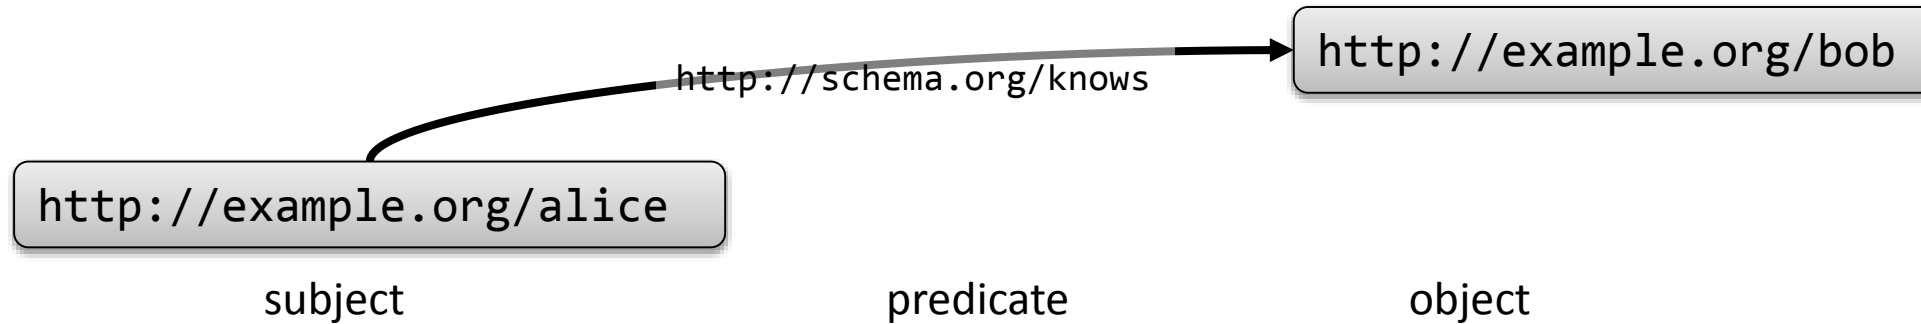 http://example.org/bob
http://schema.org/knows
http://example.org/alice
subject predicate object